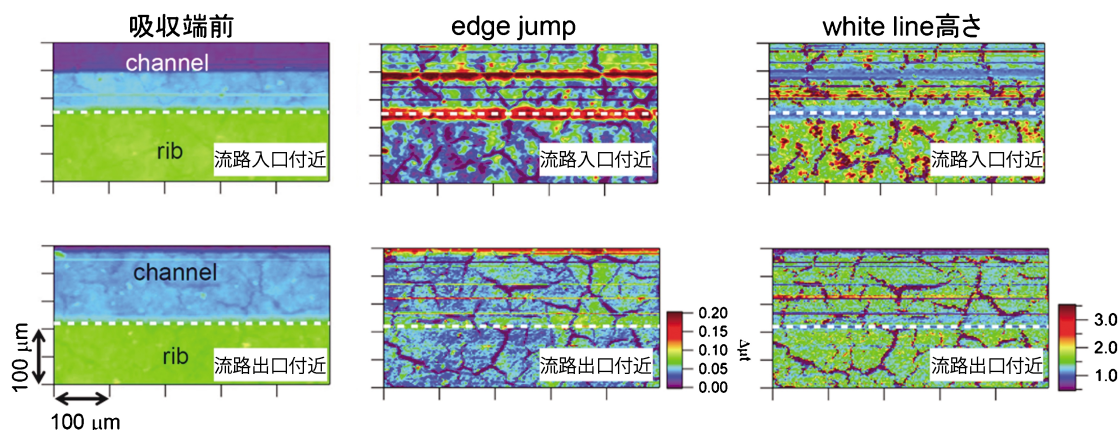 吸収端前
edge jump
white line高さ
channel
rib
流路入口付近
流路入口付近
流路入口付近
channel
rib
流路出口付近
流路出口付近
流路出口付近
0.20
0.15
0.10
0.05
0.00
Δμt
3.0
2.0
1.0
100 μm
100 μm